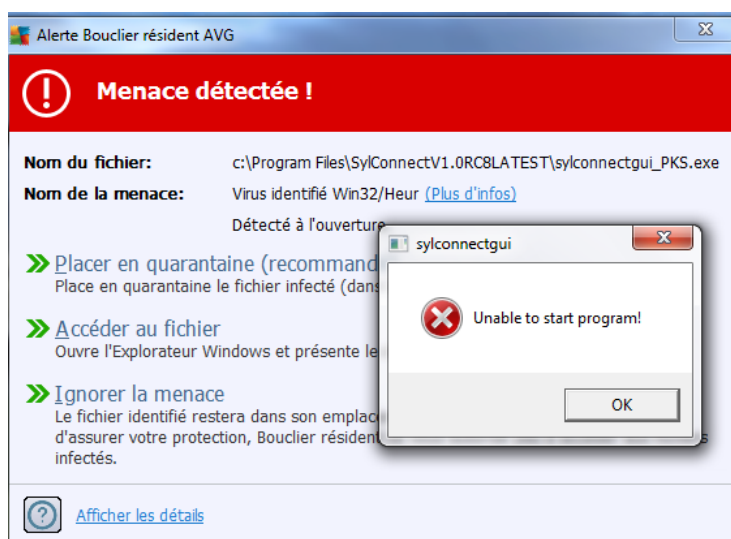 Alerte Bouclier résident AVG
Menace détectée !
Nom du fichier: c:\Program Files\SylConnectV1.0RC8LATEST\sylconnectgui_PKS.exe
Nom de la menace: Virus identifié Win32/Heur (Plus d'infos)
Détecté à l'ouverture
sylconnectgui
Unable to start program!
OK
Placer en quarantaine (recommand
Place en quarantaine le fichier infecté (dans
Accéder au fichier
Ouvre l'Explorateur Windows et présente le
Ignorer la menace
Le fichier identifié restera dans son emplac
d'assurer votre protection, Bouclier résident
infectés.
Afficher les détails